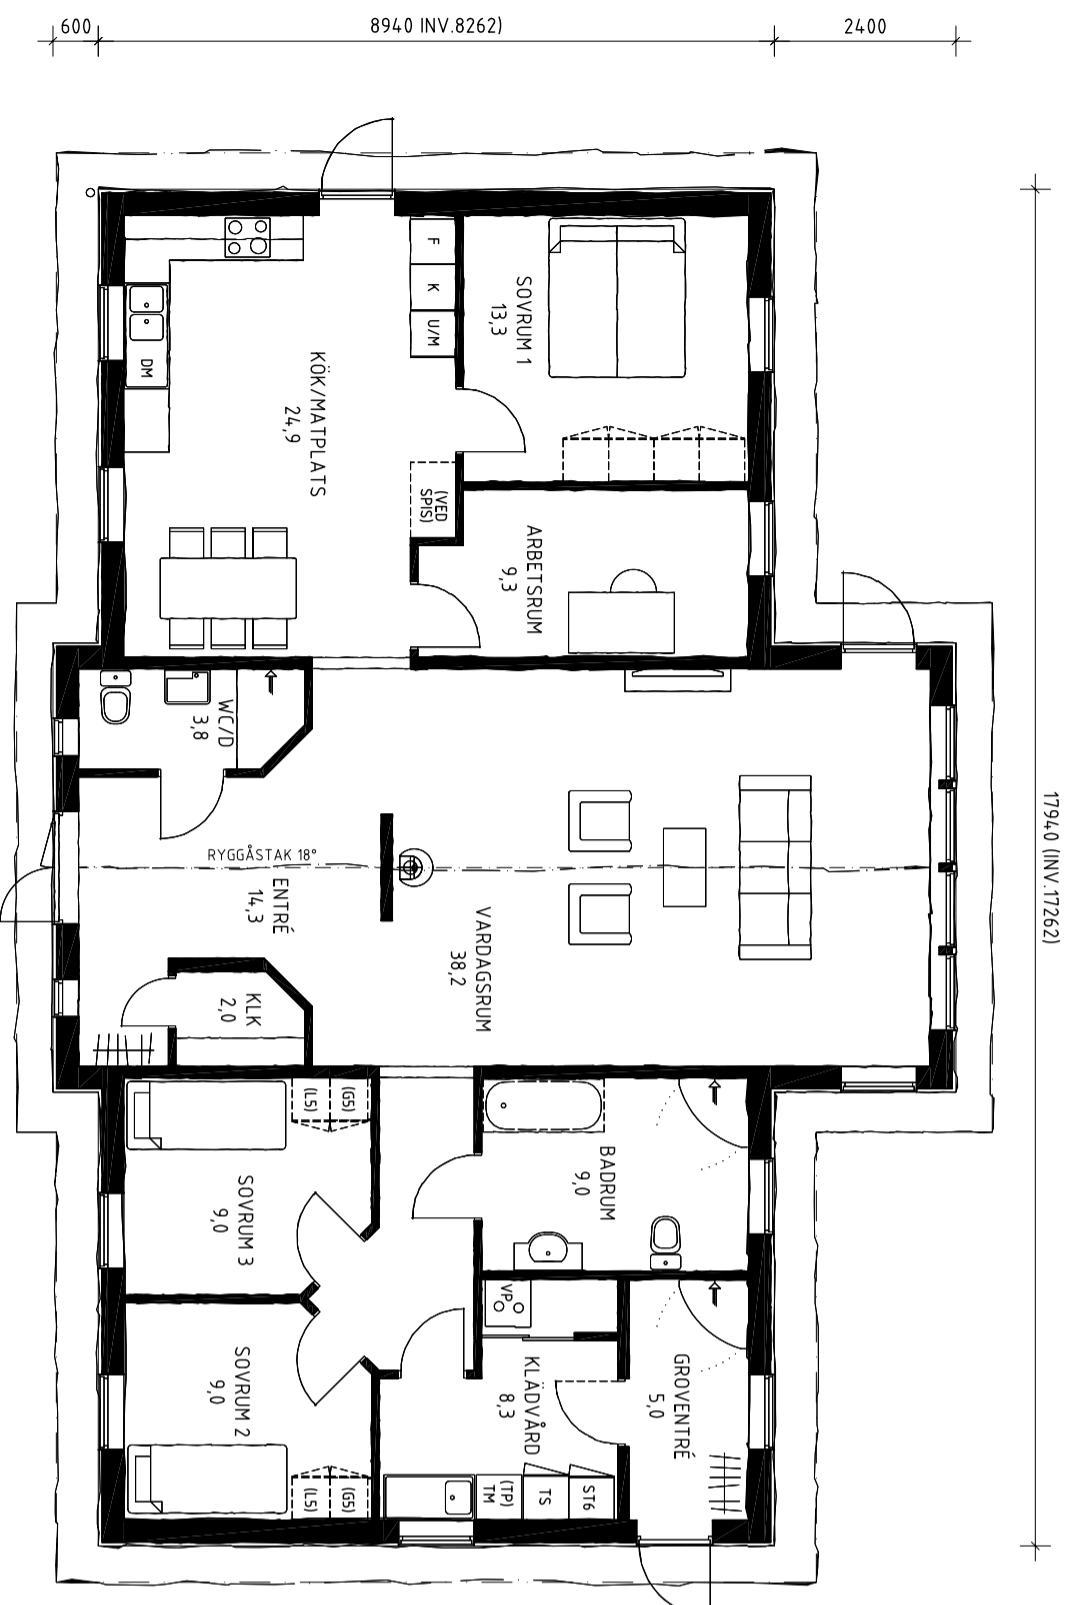 600
8940 INV.8262)
2400
17940 (INV.17262)
F
K
U/M
DM
SOVRUM 1
13,3
KÖK/MATPLATS
24,9
(VED
SPIS)
ARBETSRUM
9,3
WC/D
3,8
RYGGÅSTAK 18°
ENTRÉ
14,3
VARDAGSRUM
38,2
KLK
2,0
(L5)
(G5)
SOVRUM 3
9,0
BADRUM
9,0
VP
SOVRUM 2
9,0
KLÄDVÅRD
8,3
GROVENTRÉ
5,0
(L5)
(G5)
(TP)
TM
TS
ST6